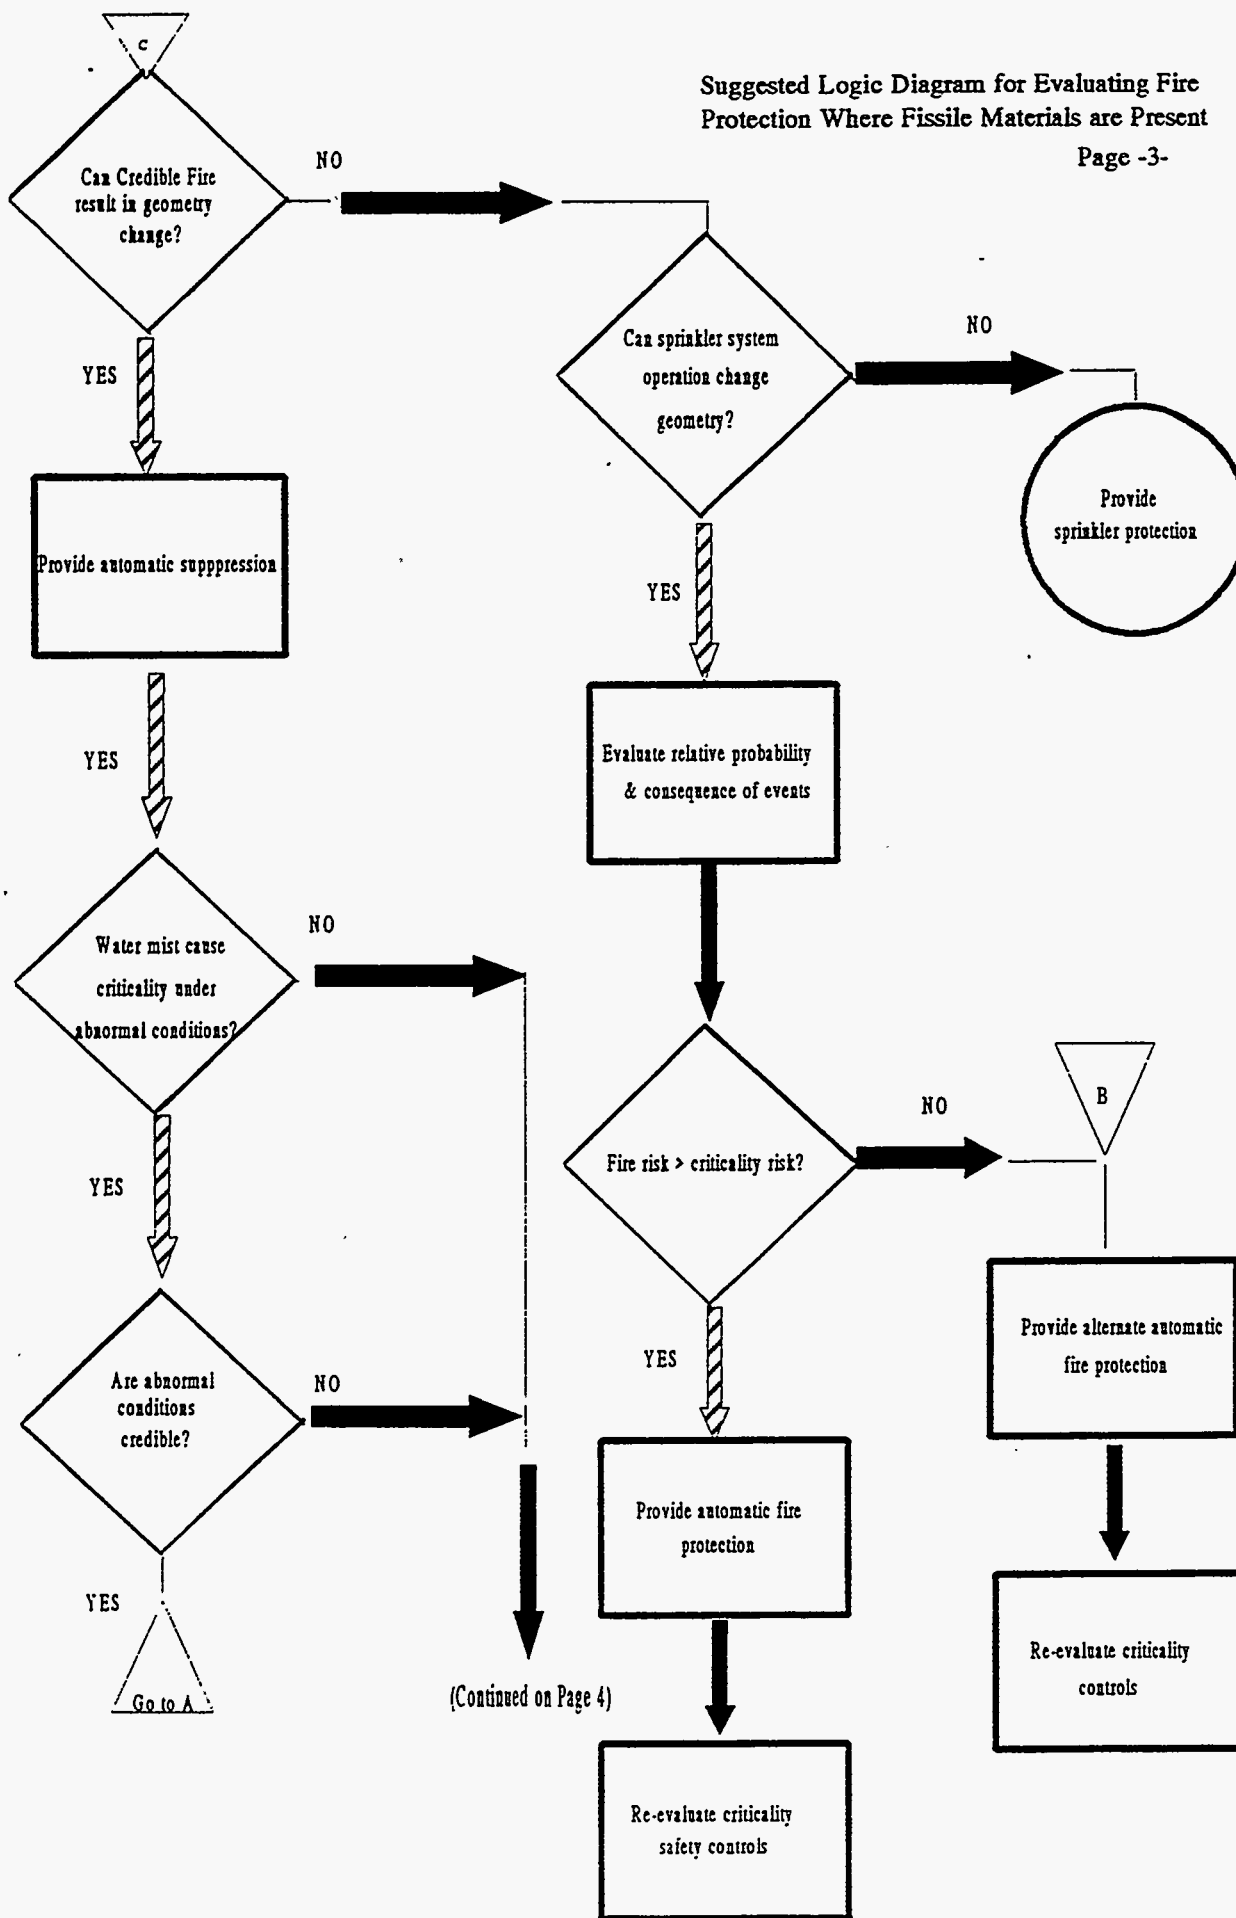 C
Suggested Logic Diagram for Evaluating Fire
Protection Where Fissile Materials are Present
Page -3-
Can Credible Fire
result in geometry
change?
NO
Can sprinkler system
operation change
geometry?
NO
Provide
sprinkler protection
YES
Provide automatic supppression
YES
Evaluate relative probability
& consequence of events
YES
Water mist cause
criticality under
abnormal conditions?
NO
Fire risk > criticality risk?
NO
B
YES
Provide alternate automatic
fire protection
Are abnormal
conditions
credible?
NO
YES
Provide automatic fire
protection
Re-evaluate criticality
controls
YES
Go to A
(Continued on Page 4)
Re-evaluate criticality
safety controls